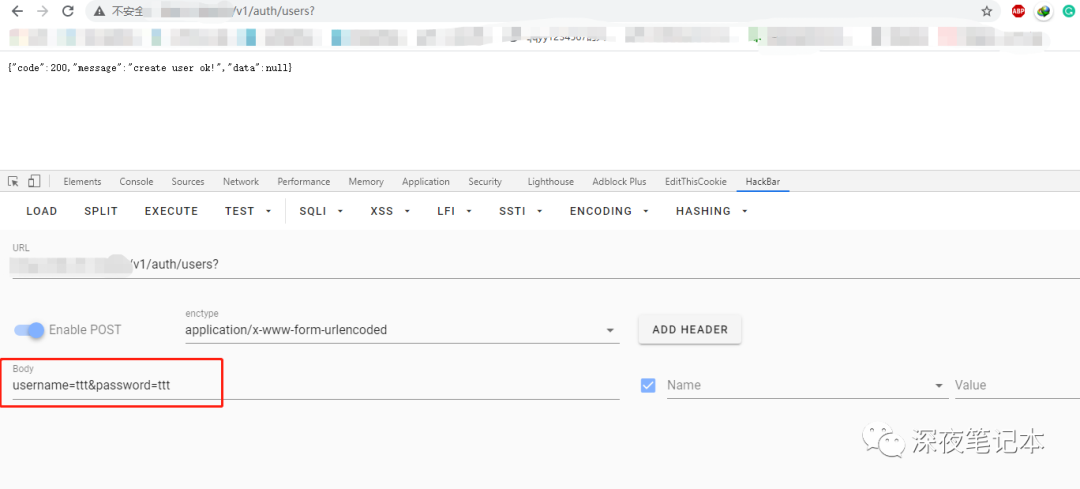 不安全 /v1/auth/users?
{"code":200,"message":"create user ok!","data":null}
Elements Console Sources Network Performance Memory Application Security Lighthouse Adblock Plus EditThisCookie HackBar
LOAD SPLIT EXECUTE TEST SQLI XSS LFI SSTI ENCODING HASHING
URL
/v1/auth/users?
enctype
Enable POST application/x-www-form-urlencoded ADD HEADER
Body
username=ttt&password=ttt Name Value
深夜笔记本